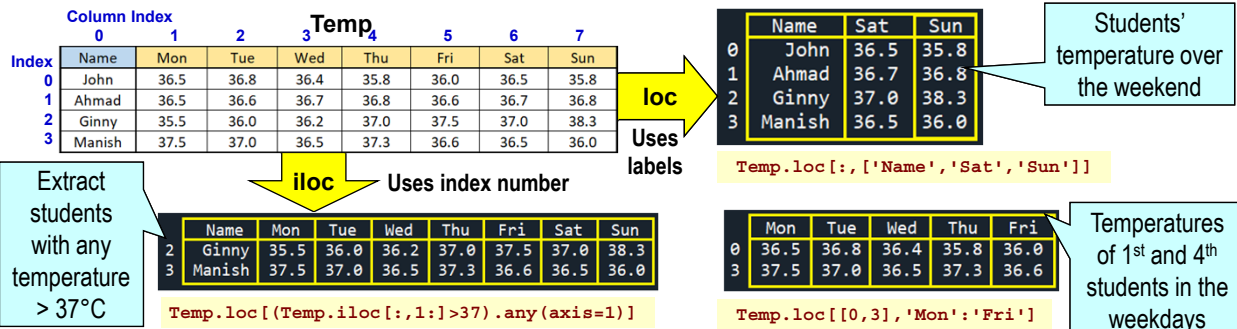 Column Index
Temp
0 1 2 3 4 5 6 7
Index
Name Mon Tue Wed Thu Fri Sat Sun
0 John 36.5 36.8 36.4 35.8 36.0 36.5 35.8
1 Ahmad 36.5 36.6 36.7 36.8 36.6 36.7 36.8
2 Ginny 35.5 36.0 36.2 37.0 37.5 37.0 38.3
3 Manish 37.5 37.0 36.5 37.3 36.6 36.5 36.0
loc
Uses
labels
Name Sat Sun
0 John 36.5 35.8
1 Ahmad 36.7 36.8
2 Ginny 37.0 38.3
3 Manish 36.5 36.0
Temp.loc[:,['Name','Sat','Sun']]
Students’
temperature over
the weekend
iloc
Uses index number
Extract
students
with any
temperature
> 37°C
Name Mon Tue Wed Thu Fri Sat Sun
2 Ginny 35.5 36.0 36.2 37.0 37.5 37.0 38.3
3 Manish 37.5 37.0 36.5 37.3 36.6 36.5 36.0
Temp.loc[(Temp.iloc[:,1:]>37).any(axis=1)]
Mon Tue Wed Thu Fri
0 36.5 36.8 36.4 35.8 36.0
3 37.5 37.0 36.5 37.3 36.6
Temp.loc[[0,3],'Mon':'Fri']
Temperatures
of 1st and 4th
students in the
weekdays